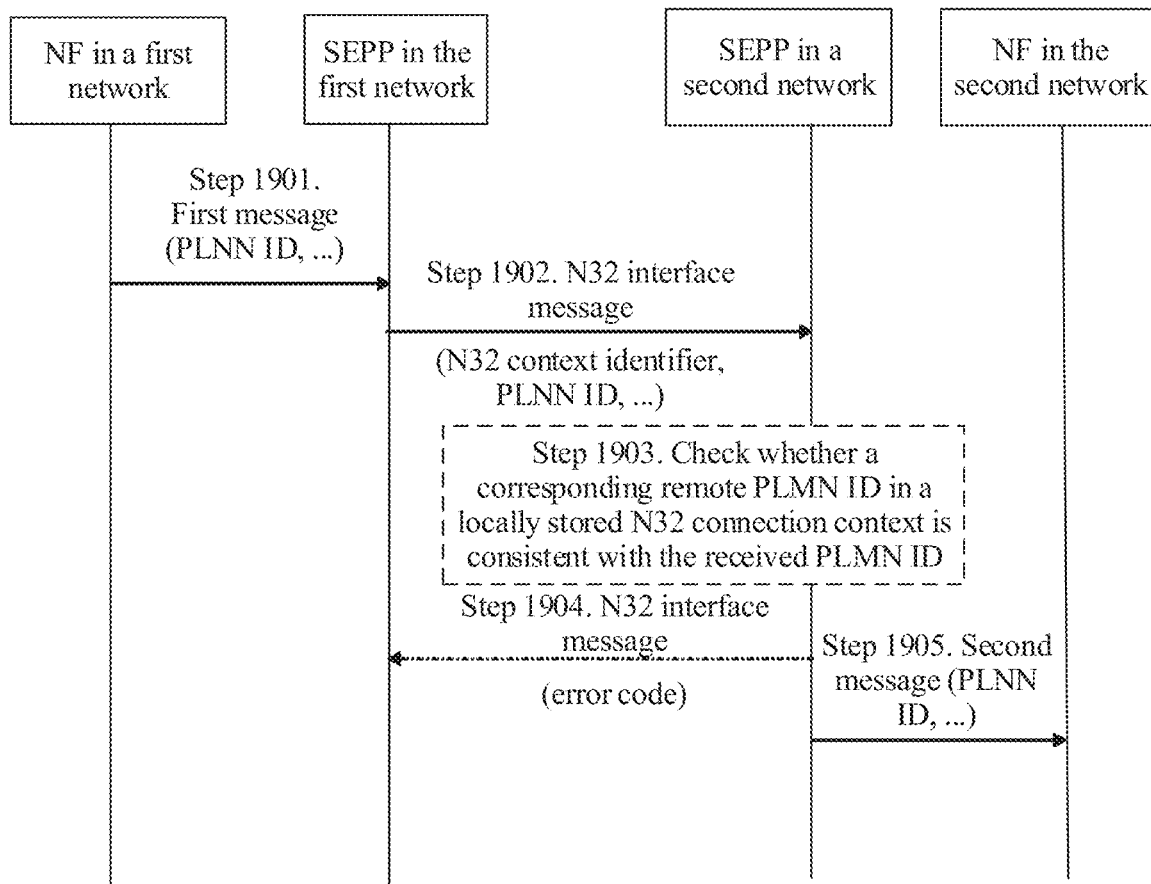 NF in a first
network
SEPP in the
first network
SEPP in a
second network
NF in the
second network
Step 1901.
First message
(PLNN ID, ...)
Step 1902. N32 interface
message
(N32 context identifier,
PLNN ID, ...)
Step 1903. Check whether a
corresponding remote PLMN ID in a
locally stored N32 connection context is
consistent with the received PLMN ID
Step 1904. N32 interface
message
(error code)
Step 1905. Second
message (PLNN
ID, ...)